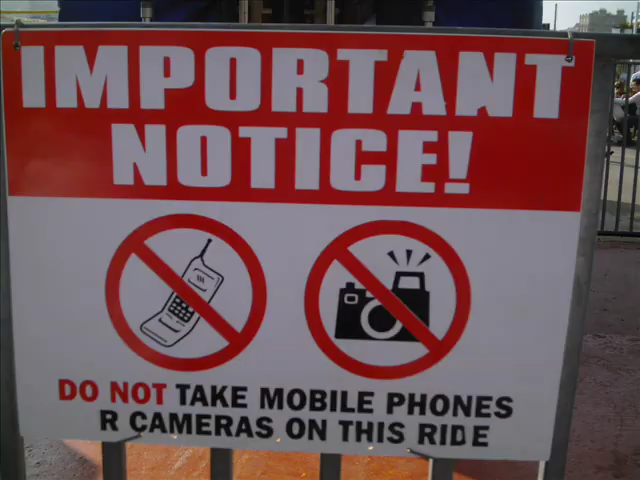 IMPORTANT
NOTICE!
DO NOT TAKE MOBILE PHONES
R CAMERAS ON THIS RIDE